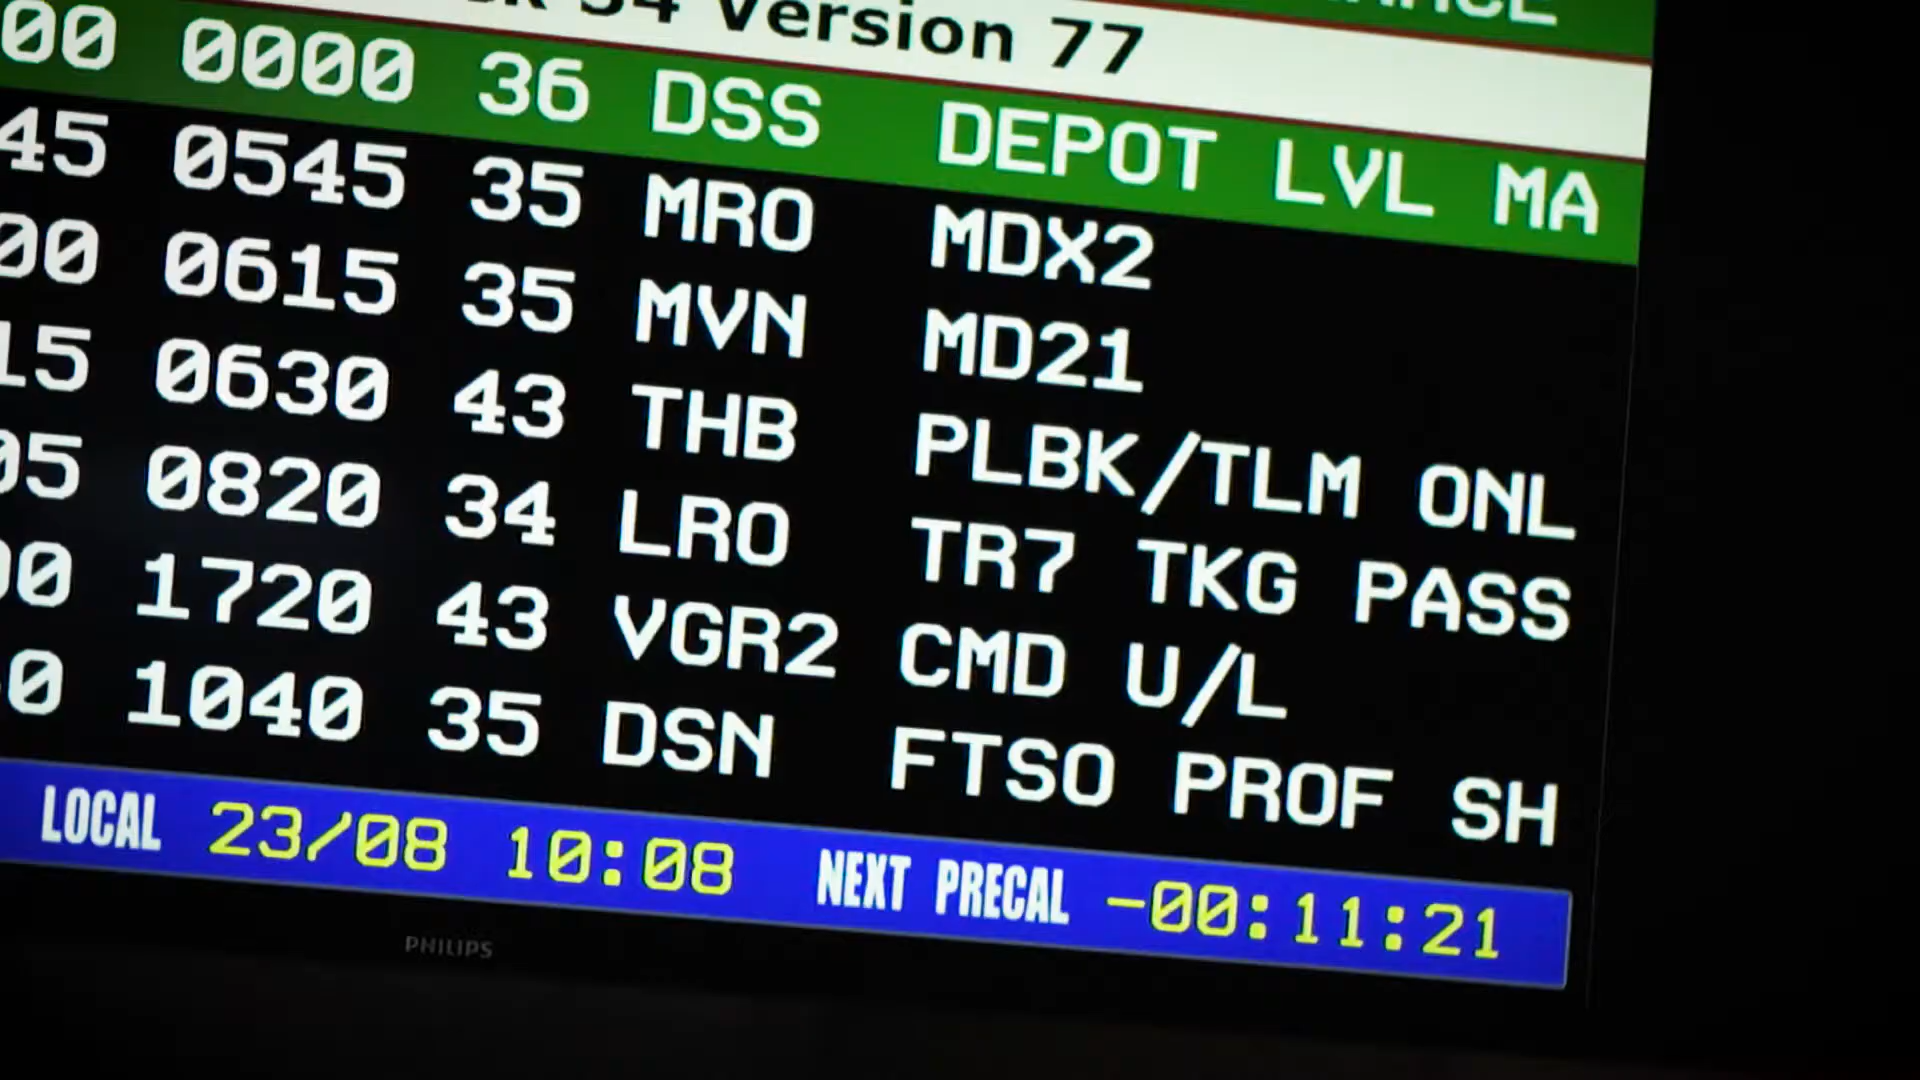 34 Version 77
00 0000 36 DSS DEPOT LVL MA
45 0545 35 MRO MDX2
00 0615 35 MVN MD21
15 0630 43 THB PLBK/TLM ONL
05 0820 34 LRO TR7 TKG PASS
00 1720 43 VGR2 CMD U/L
0 1040 35 DSN FTSO PROF SH
LOCAL 23/08 10:08 NEXT PRECAL -00:11:21
PHILIPS